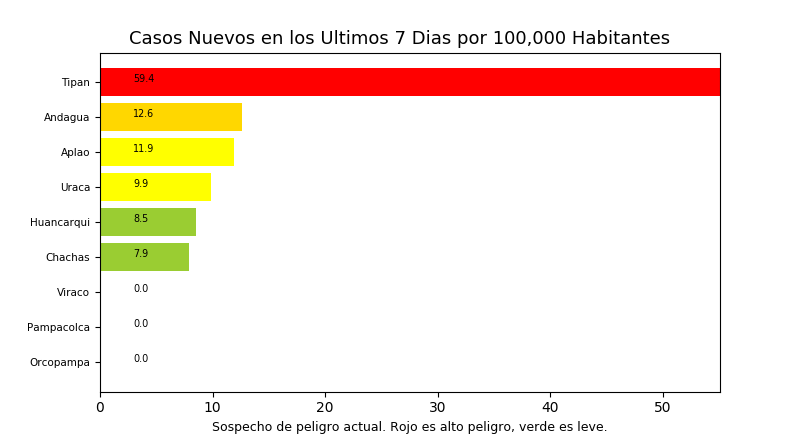 Casos Nuevos en los Ultimos 7 Dias por 100,000 Habitantes
Tipan 59.4
Andagua 12.6
Aplao 11.9
Uraca 9.9
Huancarqui 8.5
Chachas 7.9
Viraco 0.0
Pampacolca 0.0
Orcopampa 0.0
0 10 20 30 40 50
Sospecho de peligro actual. Rojo es alto peligro, verde es leve.